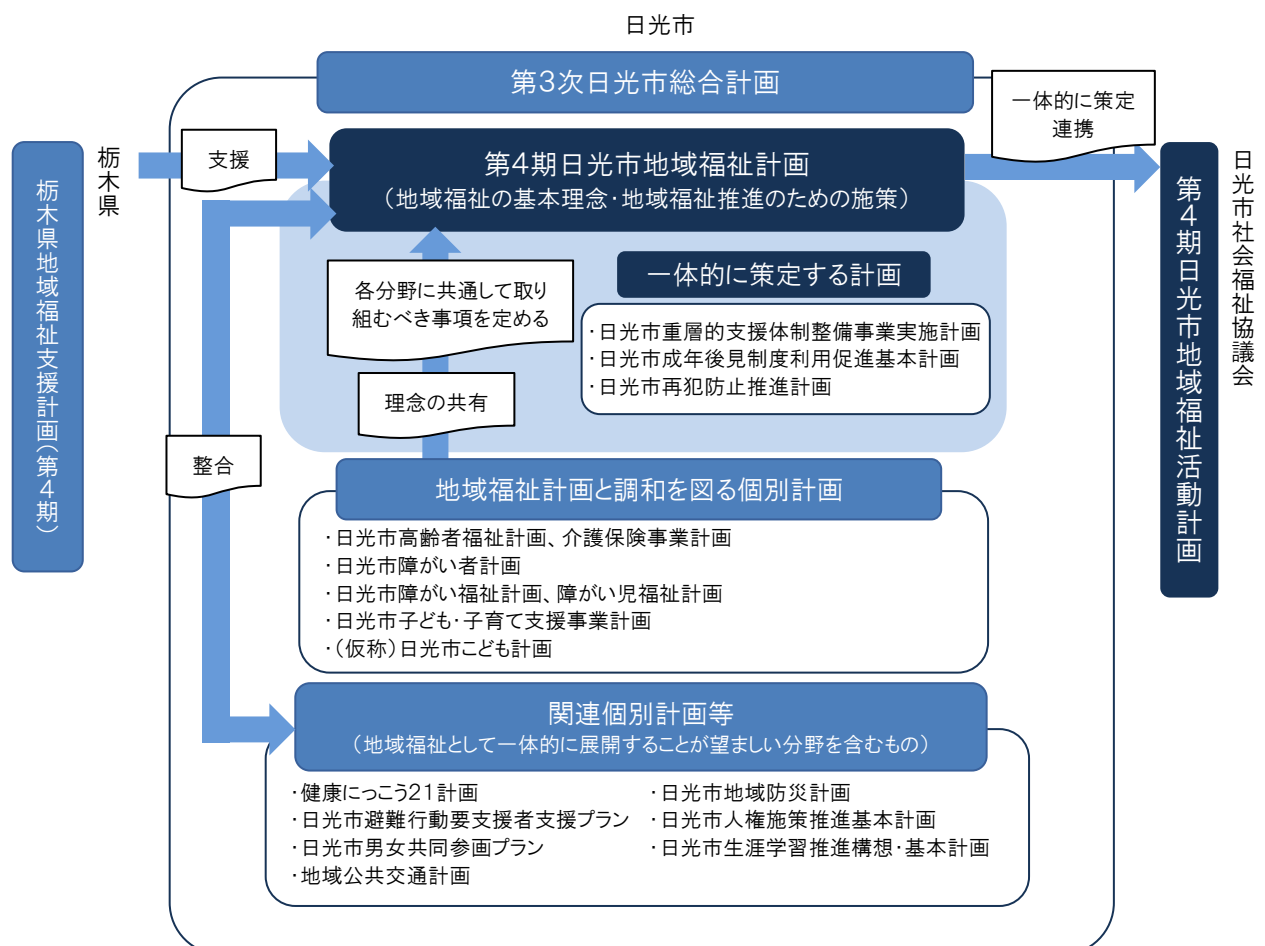 日光市
第3次日光市総合計画
一体的に策定
連携
栃木県地域福祉支援計画(第4期)
栃木県
支援
第4期日光市地域福祉計画
(地域福祉の基本理念・地域福祉推進のための施策)
第4期日光市地域福祉活動計画
日光市社会福祉協議会
各分野に共通して取り
組むべき事項を定める
一体的に策定する計画
・日光市重層的支援体制整備事業実施計画
・日光市成年後見制度利用促進基本計画
・日光市再犯防止推進計画
理念の共有
整合
地域福祉計画と調和を図る個別計画
・日光市高齢者福祉計画、介護保険事業計画
・日光市障がい者計画
・日光市障がい福祉計画、障がい児福祉計画
・日光市子ども・子育て支援事業計画
・(仮称)日光市こども計画
関連個別計画等
(地域福祉として一体的に展開することが望ましい分野を含むもの)
・健康にっこう21計画
・日光市避難行動要支援者支援プラン
・日光市男女共同参画プラン
・地域公共交通計画
・日光市地域防災計画
・日光市人権施策推進基本計画
・日光市生涯学習推進構想・基本計画